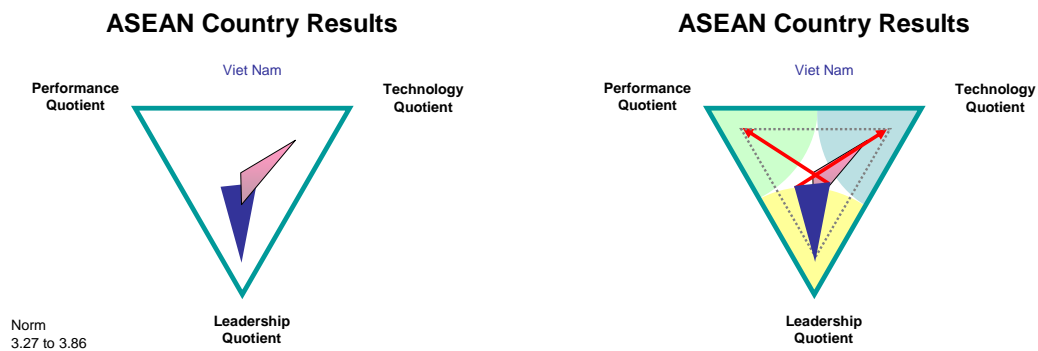 ASEAN Country Results
Viet Nam
Performance
Quotient
Technology
Quotient
Leadership
Quotient
Norm
3.27 to 3.86
ASEAN Country Results
Viet Nam
Performance
Quotient
Technology
Quotient
Leadership
Quotient